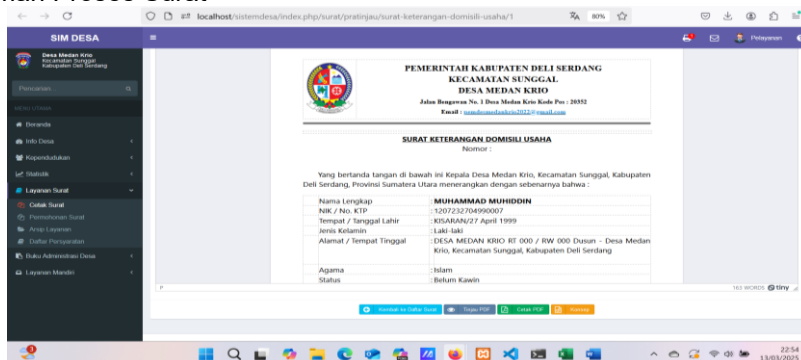 localhost/sistemdesa/index.php/surat/pratinjau/surat-keterangan-domisili-usaha/1
80%
SIM DESA
Pelayanan
Desa Medan Krio
Kecamatan Sunggal
Kabupaten Deli Serdang
Pencarian...
MENU UTAMA
Beranda
Info Desa
Kependudukan
Statistik
Layanan Surat
Cetak Surat
Permohonan Surat
Arsip Layanan
Daftar Persyaratan
Buku Administrasi Desa
Layanan Mandiri
PEMERINTAH KABUPATEN DELI SERDANG
KECAMATAN SUNGGAL
DESA MEDAN KRIO
Jalan Bengawan No. 1 Desa Medan Krio Kode Pos : 20352
Email : pemdesmedankrio2022@gmail.com
SURAT KETERANGAN DOMISILI USAHA
Nomor :
Yang bertanda tangan di bawah ini Kepala Desa Medan Krio, Kecamatan Sunggal, Kabupaten
Deli Serdang, Provinsi Sumatera Utara menerangkan dengan sebenarnya bahwa :
Nama Lengkap : MUHAMMAD MUHIDDIN
NIK / No. KTP : 1207232704990007
Tempat / Tanggal Lahir : KISARAN/27 April 1999
Jenis Kelamin : Laki-laki
Alamat / Tempat Tinggal : DESA MEDAN KRIO RT 000 / RW 000 Dusun - Desa Medan
Krio, Kecamatan Sunggal, Kabupaten Deli Serdang
Agama : Islam
Status : Belum Kawin
P
183 WORDS tiny
Kembali ke Daftar Surat
Tinjau PDF
Cetak PDF
Konsep
22:54
13/03/2025